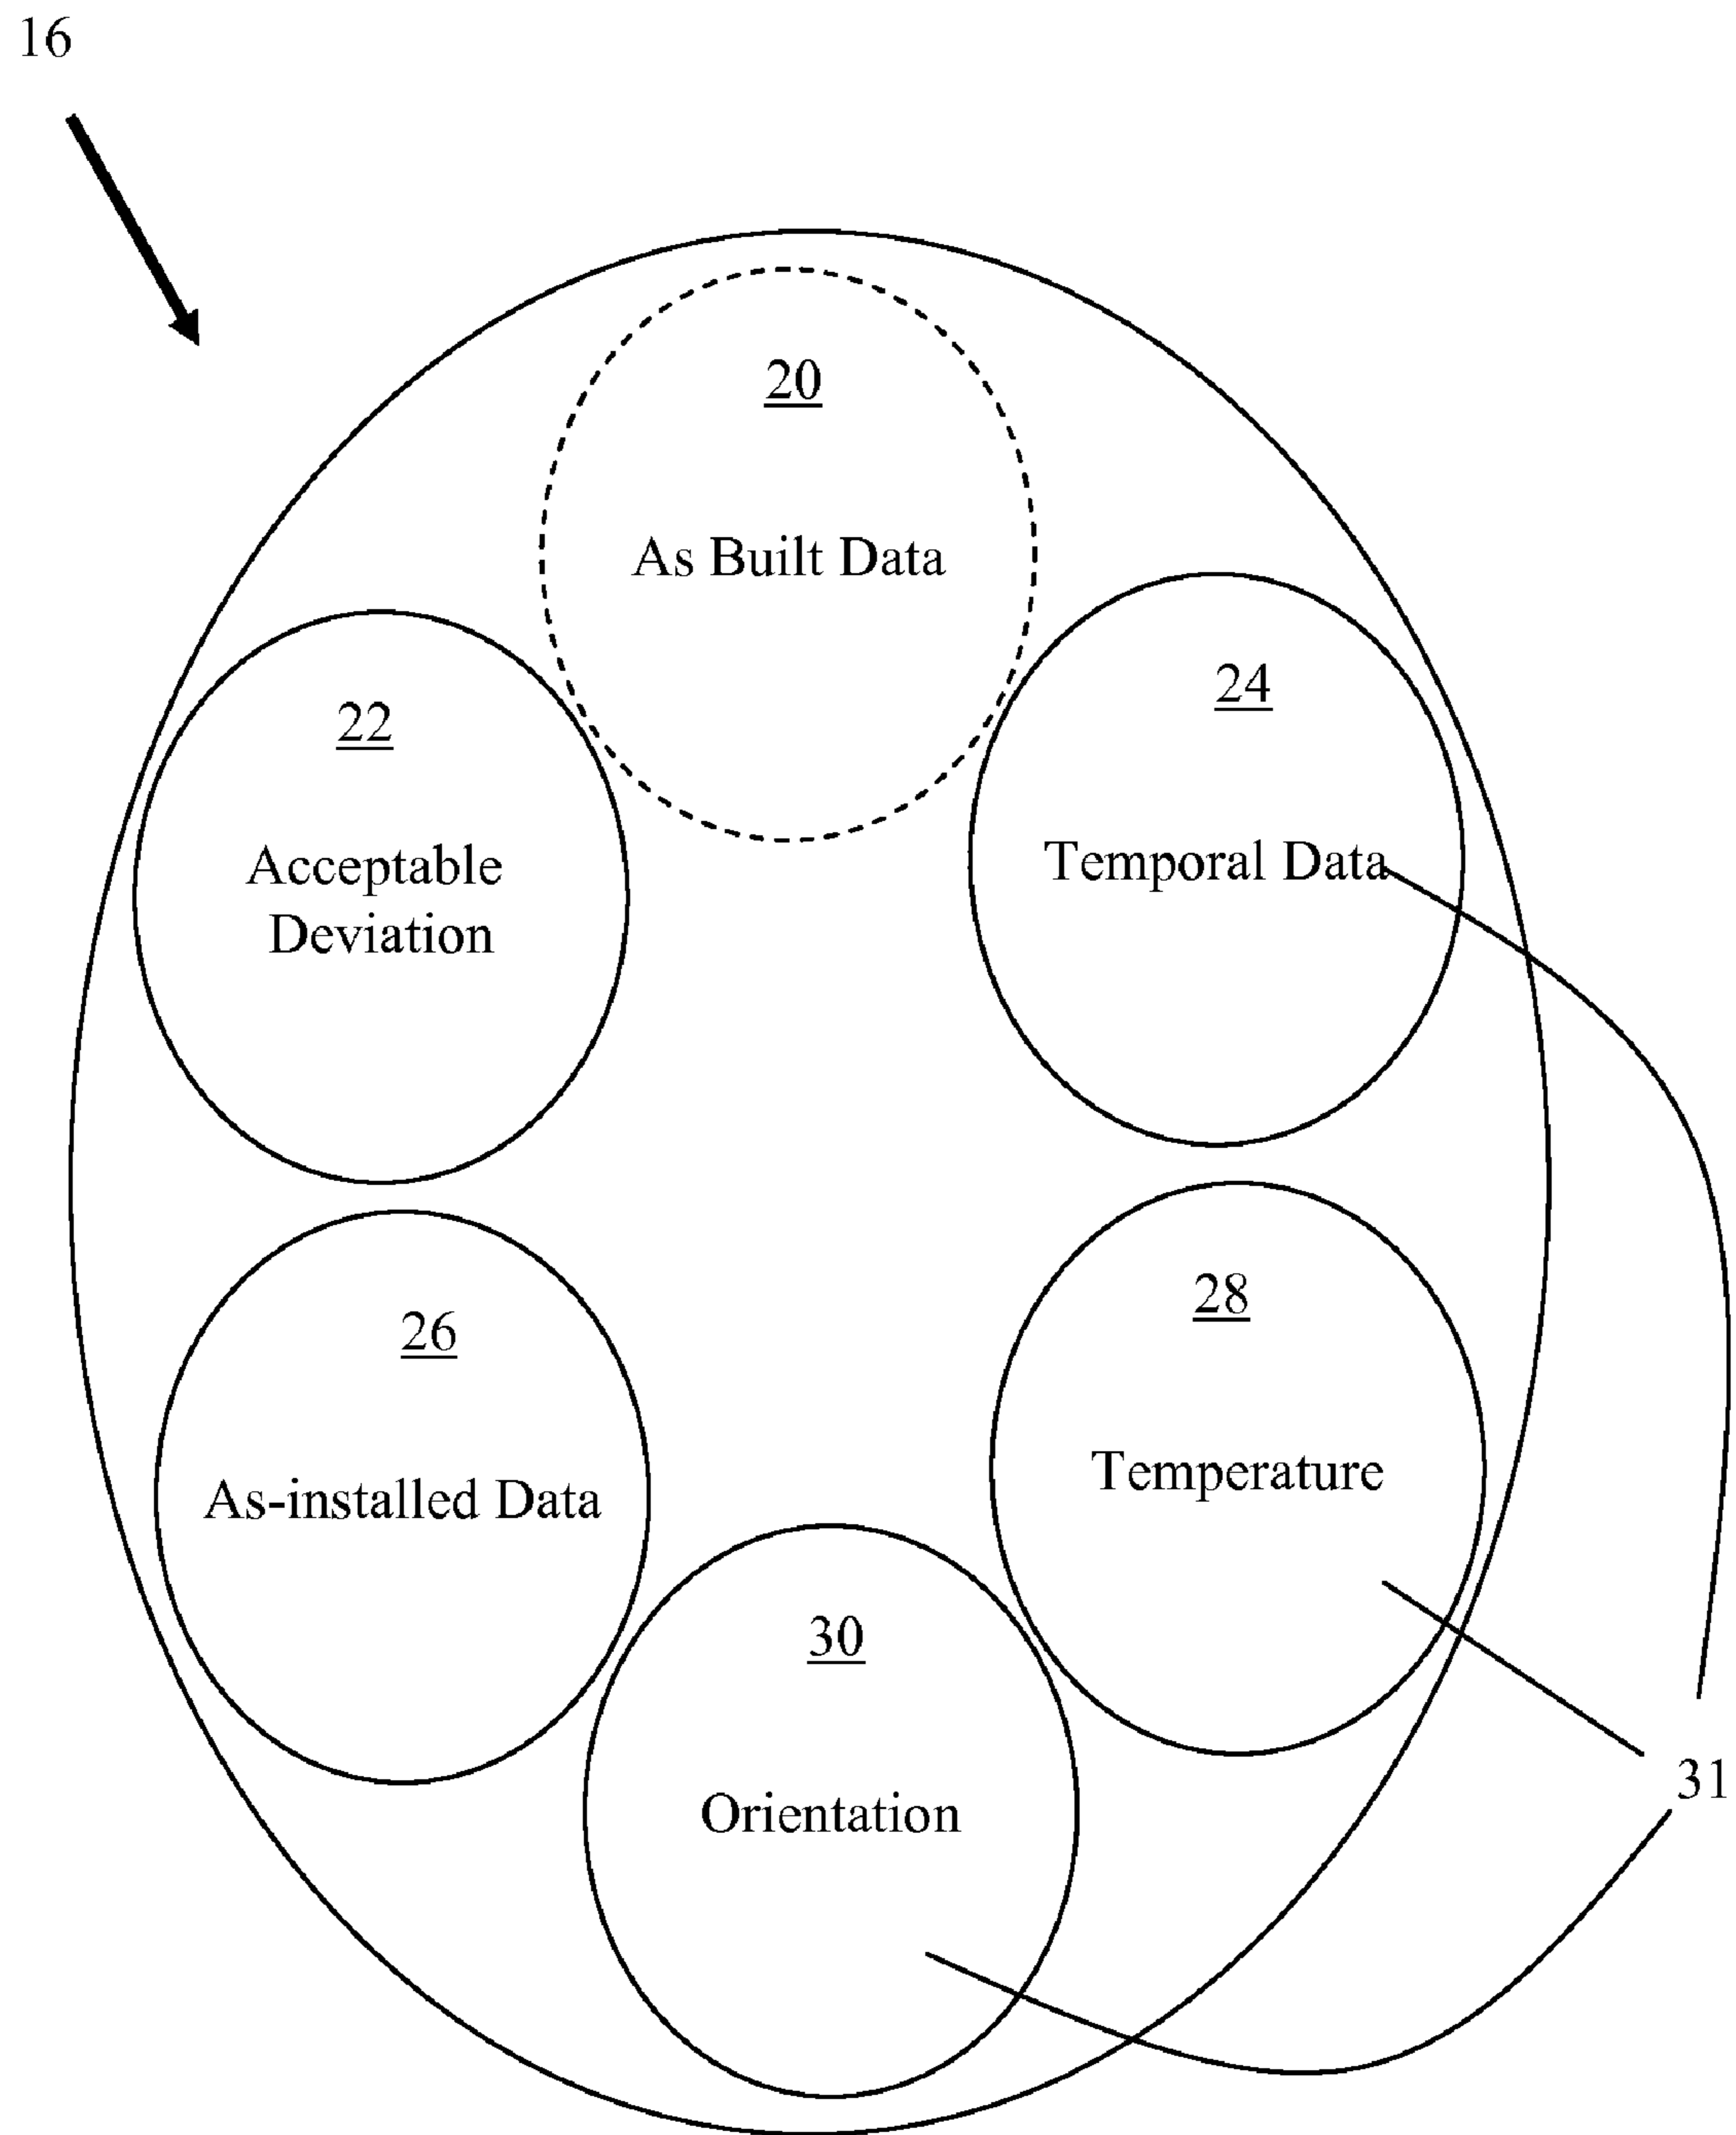 16
20
As Built Data
24
Temporal Data
22
Acceptable
Deviation
28
Temperature
26
As-installed Data
30
Orientation
31